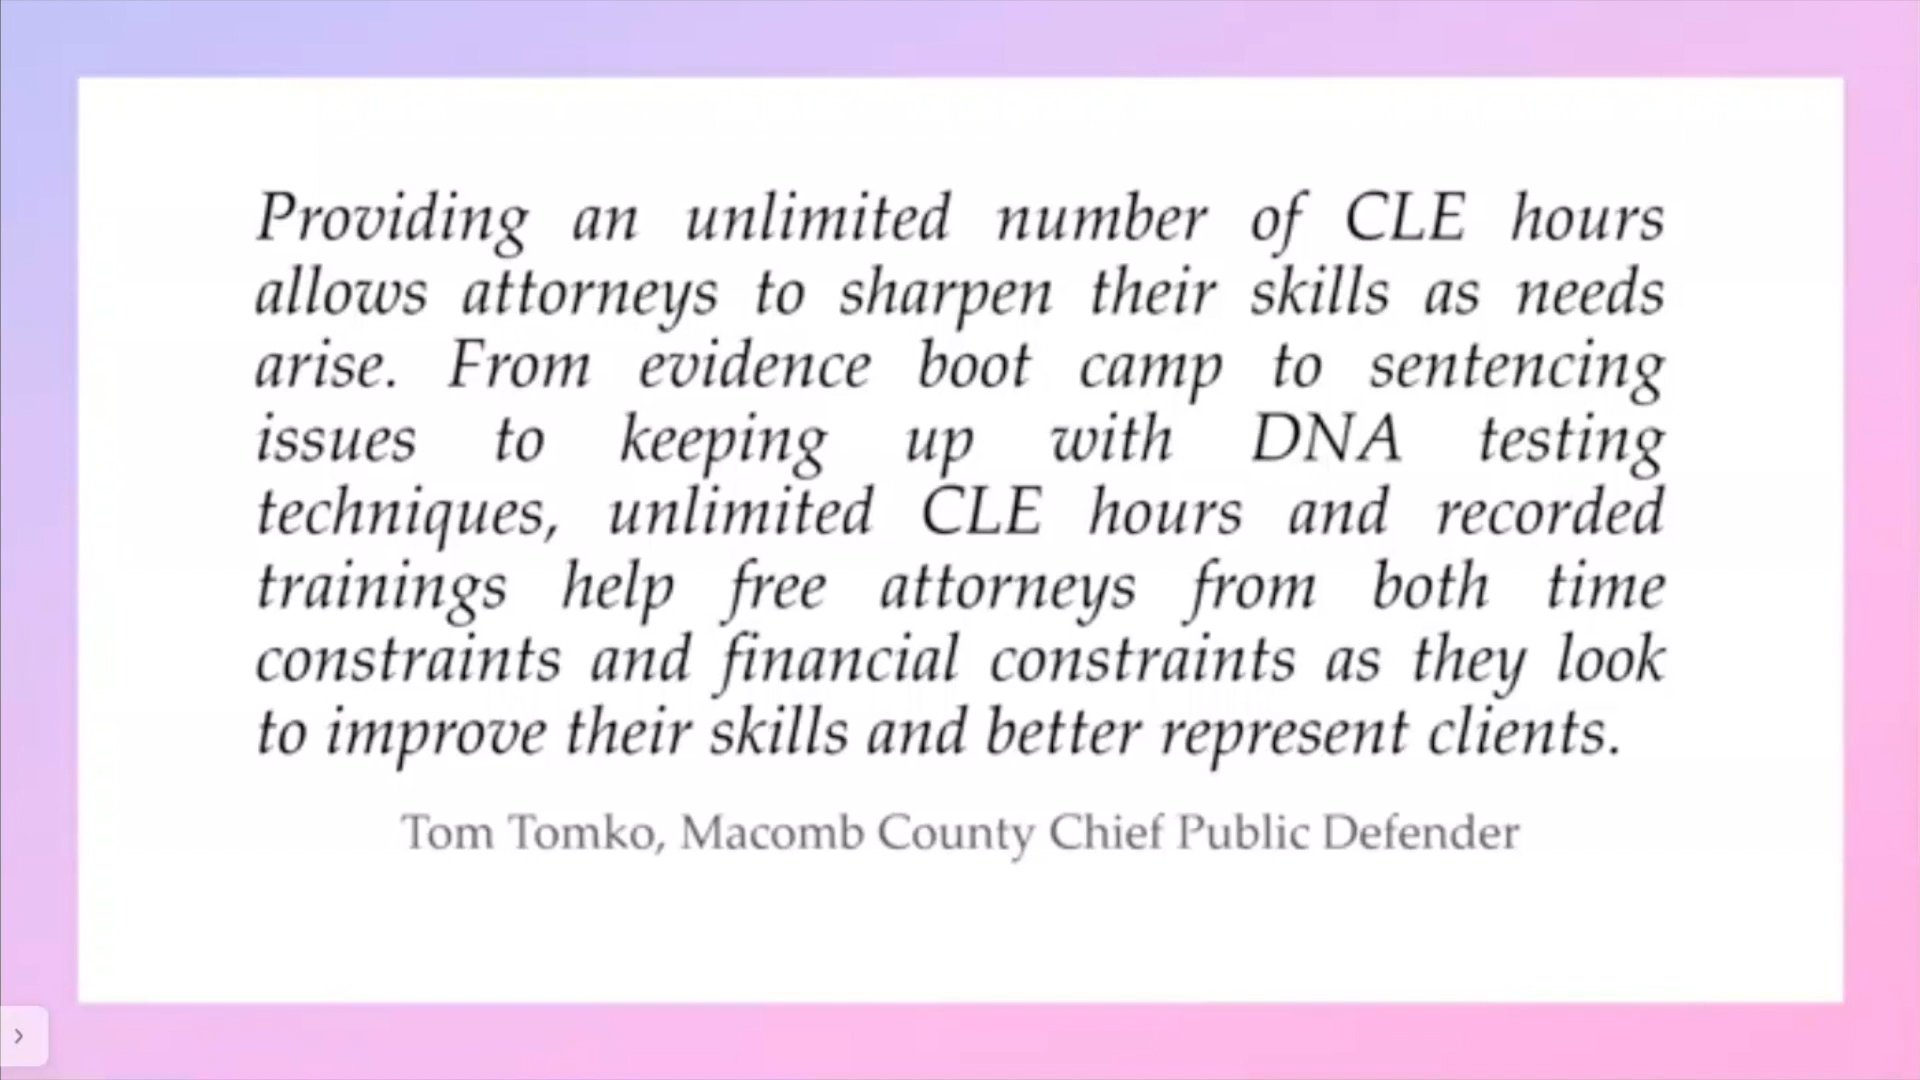 Providing an unlimited number of CLE hours
allows attorneys to sharpen their skills as needs
arise. From evidence boot camp to sentencing
issues to keeping up with DNA testing
techniques, unlimited CLE hours and recorded
trainings help free attorneys from both time
constraints and financial constraints as they look
to improve their skills and better represent clients.
Tom Tomko, Macomb County Chief Public Defender